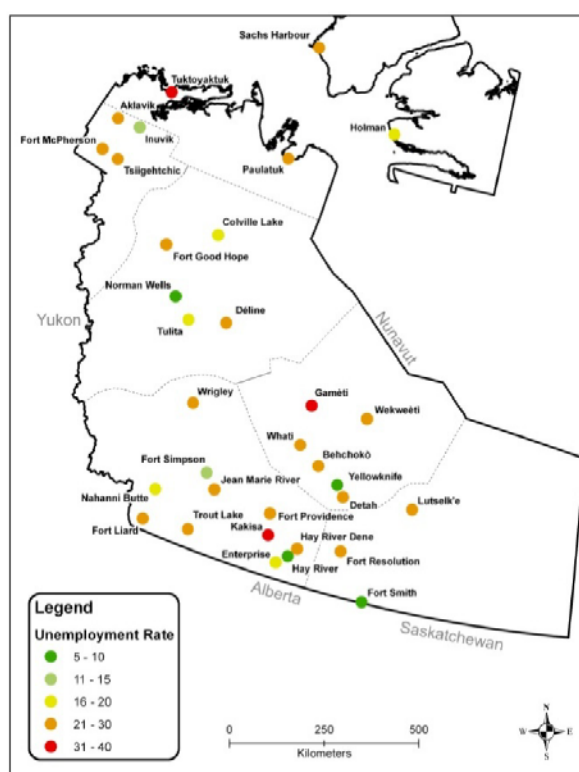 Sachs Harbour
Tuktoyaktuk
Aklavik
Inuvik
Holman
Fort McPherson
Tsiigehtchic
Paulatuk
Colville Lake
Fort Good Hope
Norman Wells
Yukon
Tulita
Déline
Nunavut
Wrigley
Gamèti
Wekweèti
Whati
Behchokò
Fort Simpson
Jean Marie River
Yellowknife
Nahanni Butte
Detah
Lutselk'e
Trout Lake
Fort Providence
Fort Liard
Kakisa
Hay River Dene
Enterprise
Hay River
Fort Resolution
Alberta
Fort Smith
Saskatchewan
Legend
Unemployment Rate
5 - 10
11 - 15
16 - 20
21 - 30
31 - 40
0 250 500
Kilometers
N
W E
S